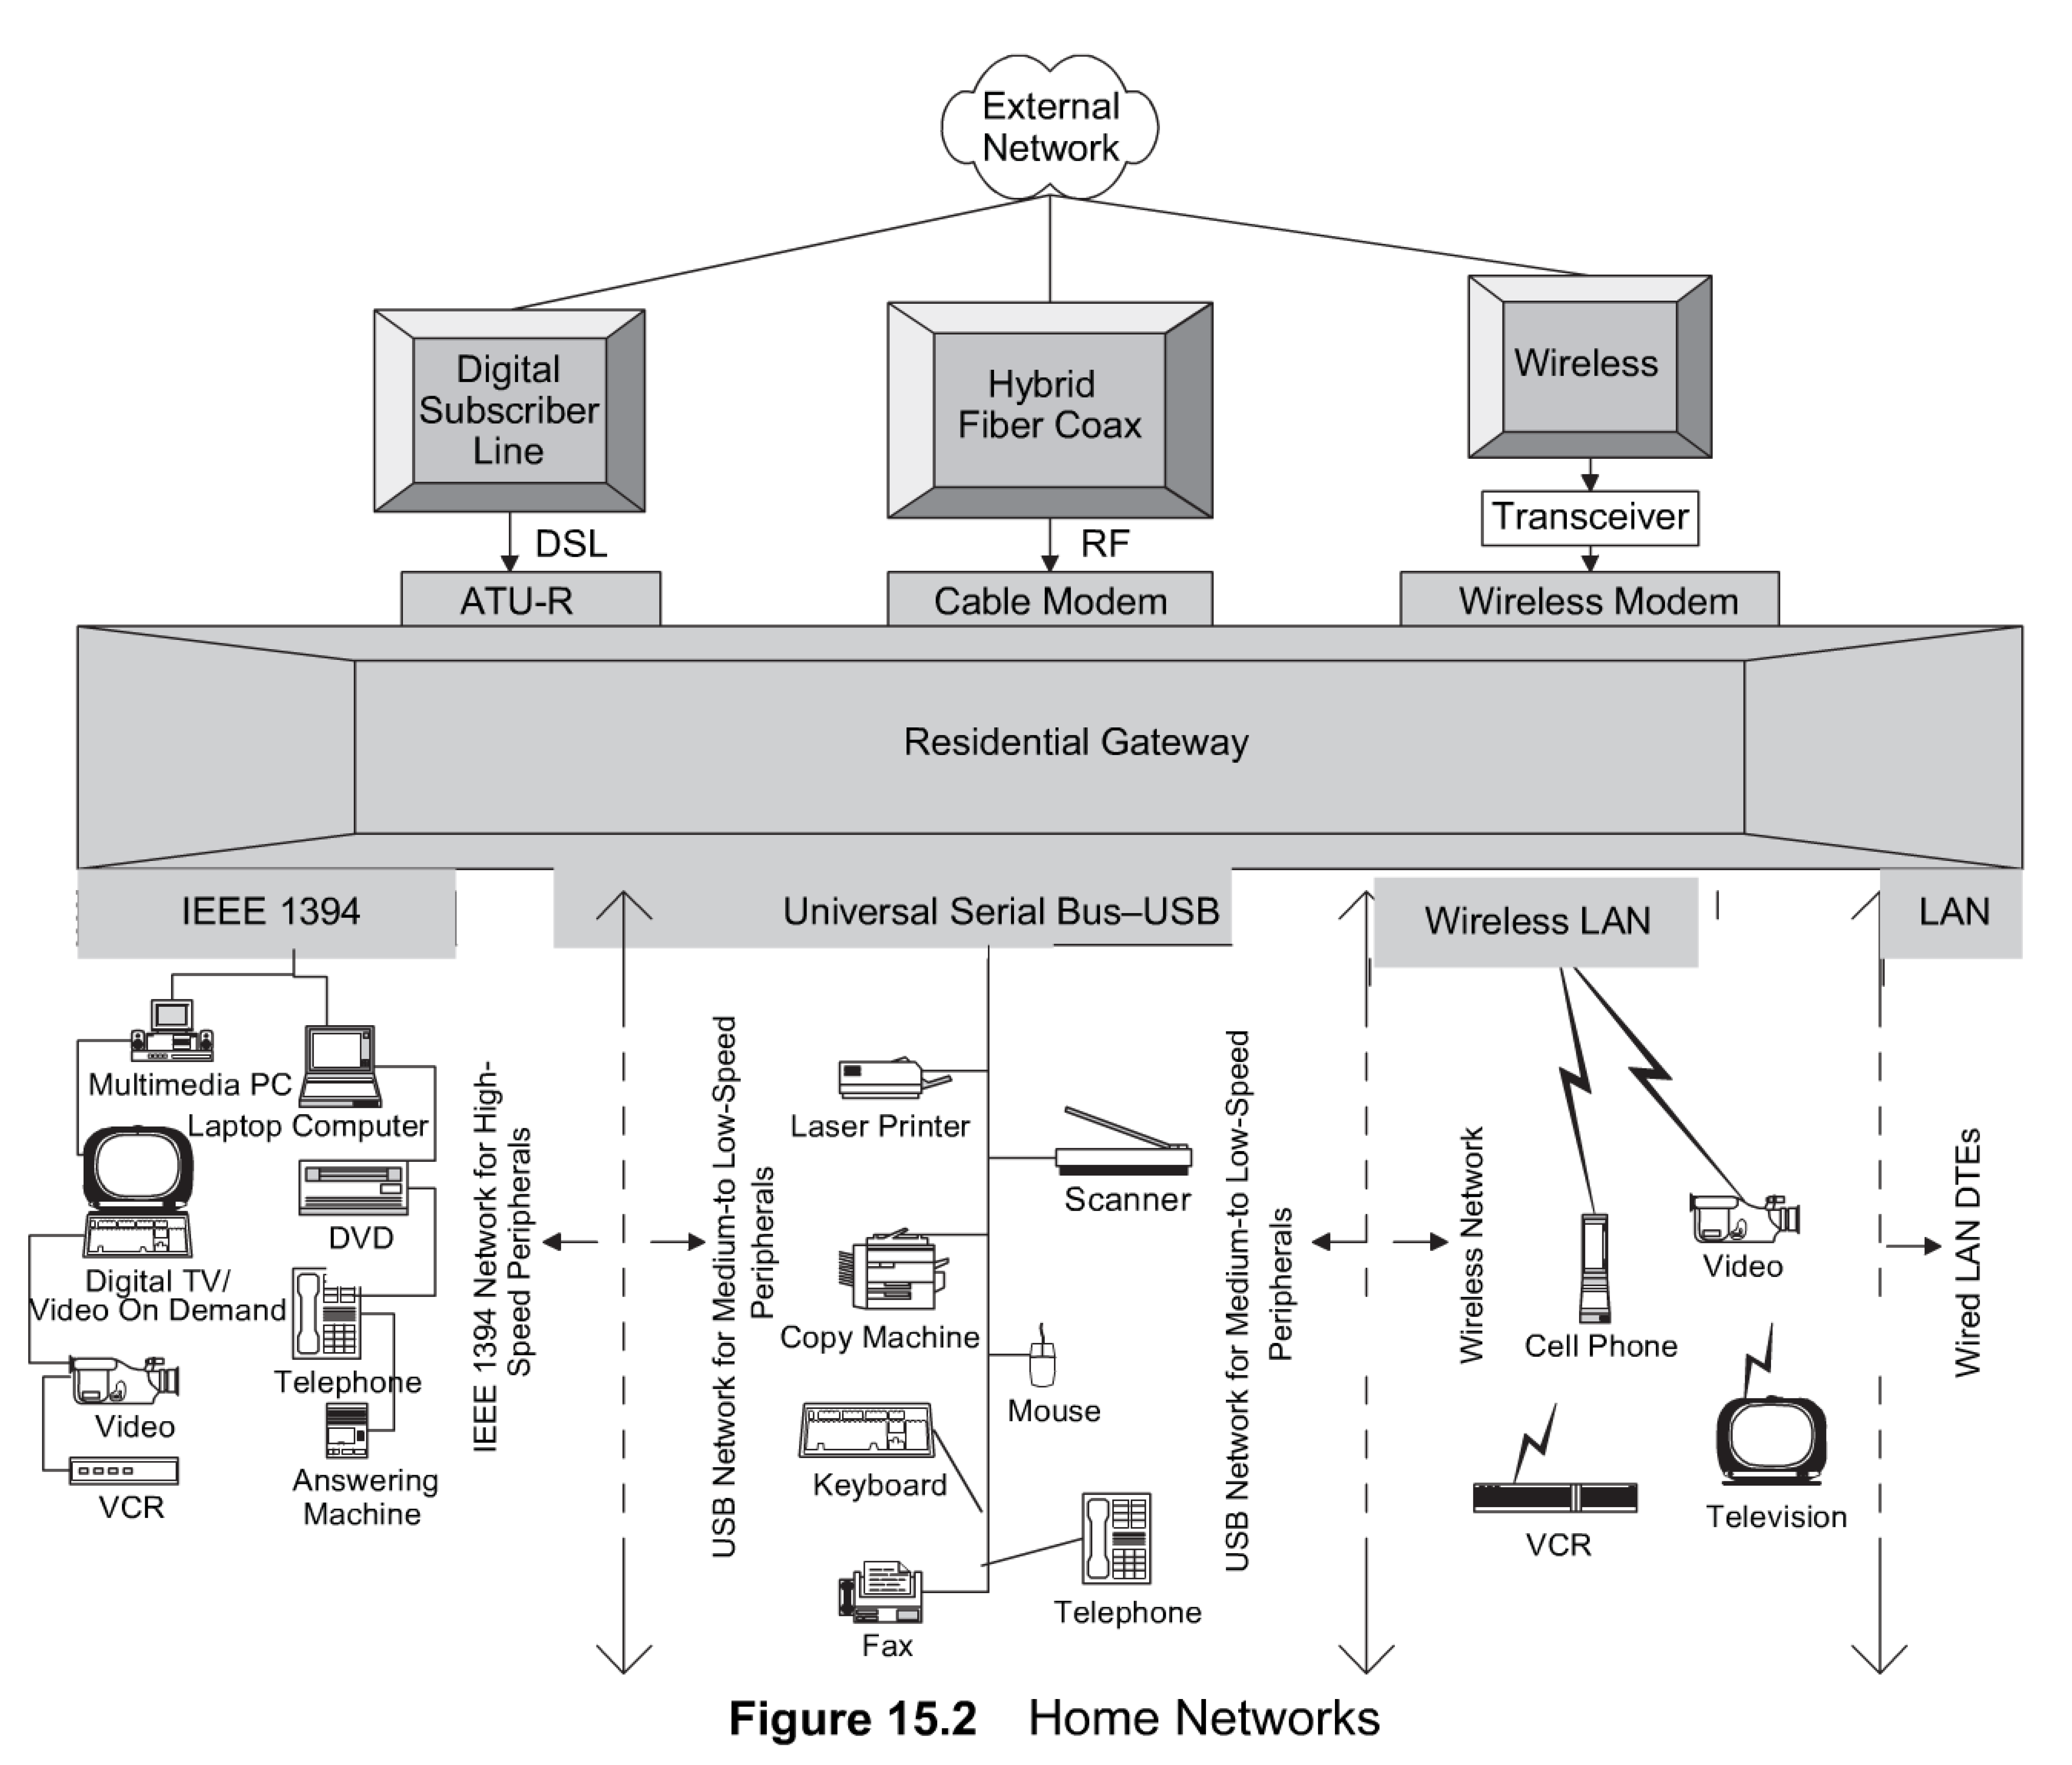 External
Network
Digital
Subscriber
Line
Hybrid
Fiber Coax
Wireless
Transceiver
DSL
RF
ATU-R
Cable Modem
Wireless Modem
Residential Gateway
IEEE 1394
Universal Serial Bus–USB
Wireless LAN
LAN
Multimedia PC
Laptop Computer
DVD
Digital TV/
Video On Demand
Telephone
Video
Answering
Machine
VCR
IEEE 1394 Network for High-
Speed Peripherals
USB Network for Medium-to Low-Speed
Peripherals
Laser Printer
Scanner
Copy Machine
Mouse
Keyboard
Telephone
Fax
USB Network for Medium-to Low-Speed
Peripherals
Wireless Network
Cell Phone
Video
VCR
Television
Wired LAN DTEs
Figure 15.2 Home Networks